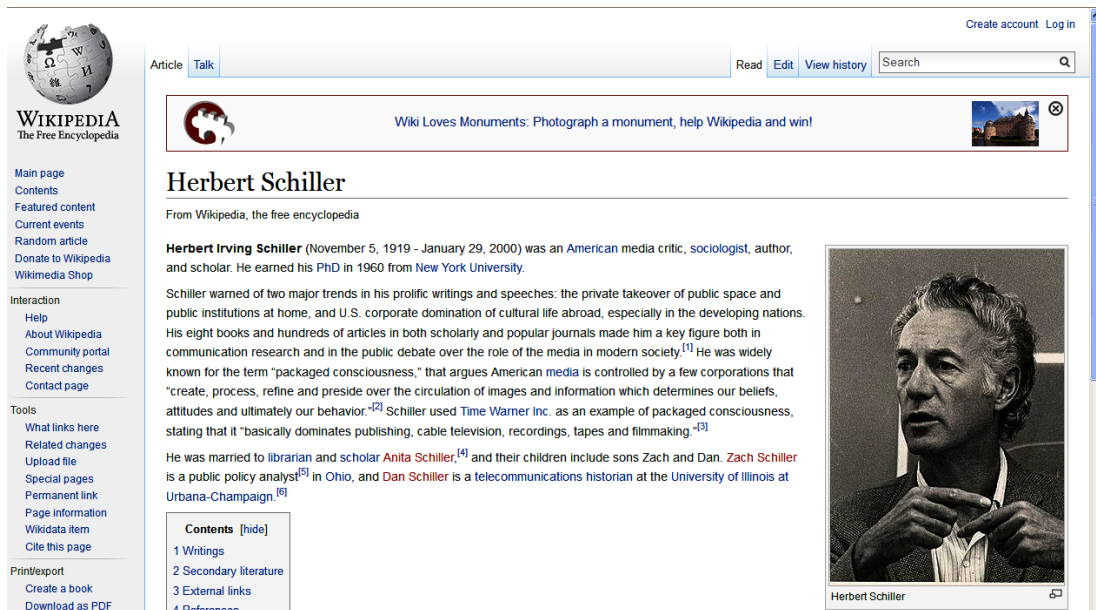 Create account Log in
WIKIPEDIA
The Free Encyclopedia
Article Talk
Read Edit View history Search
Wiki Loves Monuments: Photograph a monument, help Wikipedia and win!
Main page
Contents
Featured content
Current events
Random article
Donate to Wikipedia
Wikimedia Shop
Interaction
Help
About Wikipedia
Community portal
Recent changes
Contact page
Tools
What links here
Related changes
Upload file
Special pages
Permanent link
Page information
Wikidata item
Cite this page
Print/export
Create a book
Download as PDF
Herbert Schiller
From Wikipedia, the free encyclopedia
Herbert Irving Schiller (November 5, 1919 - January 29, 2000) was an American media critic, sociologist, author,
and scholar. He earned his PhD in 1960 from New York University.
Schiller warned of two major trends in his prolific writings and speeches: the private takeover of public space and
public institutions at home, and U.S. corporate domination of cultural life abroad, especially in the developing nations.
His eight books and hundreds of articles in both scholarly and popular journals made him a key figure both in
communication research and in the public debate over the role of the media in modern society.[1] He was widely
known for the term "packaged consciousness," that argues American media is controlled by a few corporations that
"create, process, refine and preside over the circulation of images and information which determines our beliefs,
attitudes and ultimately our behavior."[2] Schiller used Time Warner Inc. as an example of packaged consciousness,
stating that it "basically dominates publishing, cable television, recordings, tapes and filmmaking."[3]
He was married to librarian and scholar Anita Schiller,[4] and their children include sons Zach and Dan. Zach Schiller
is a public policy analyst[5] in Ohio, and Dan Schiller is a telecommunications historian at the University of Illinois at
Urbana-Champaign.[6]
Contents [hide]
1 Writings
2 Secondary literature
3 External links
4 References
Herbert Schiller